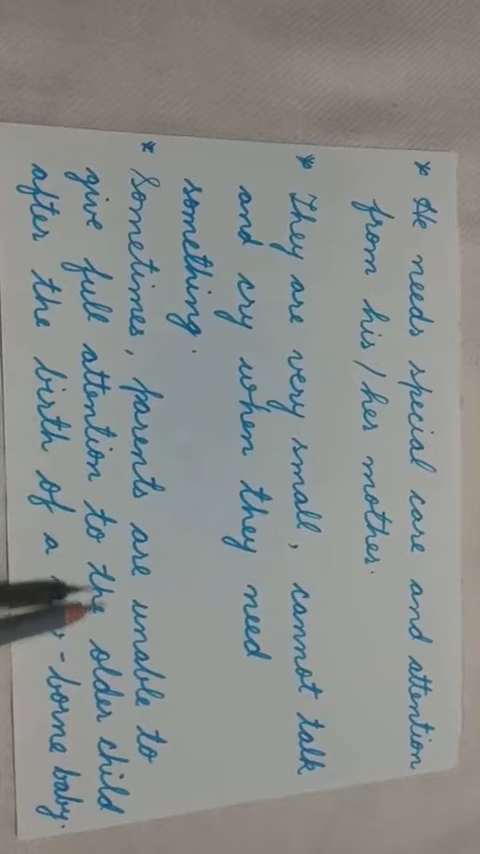 * He needs special care and attention
from his/her mother.
* They are very small, cannot talk
and cry when they need
something.
* Sometimes, parents are unable to
give full attention to the older child
after the birth of a -borne baby.